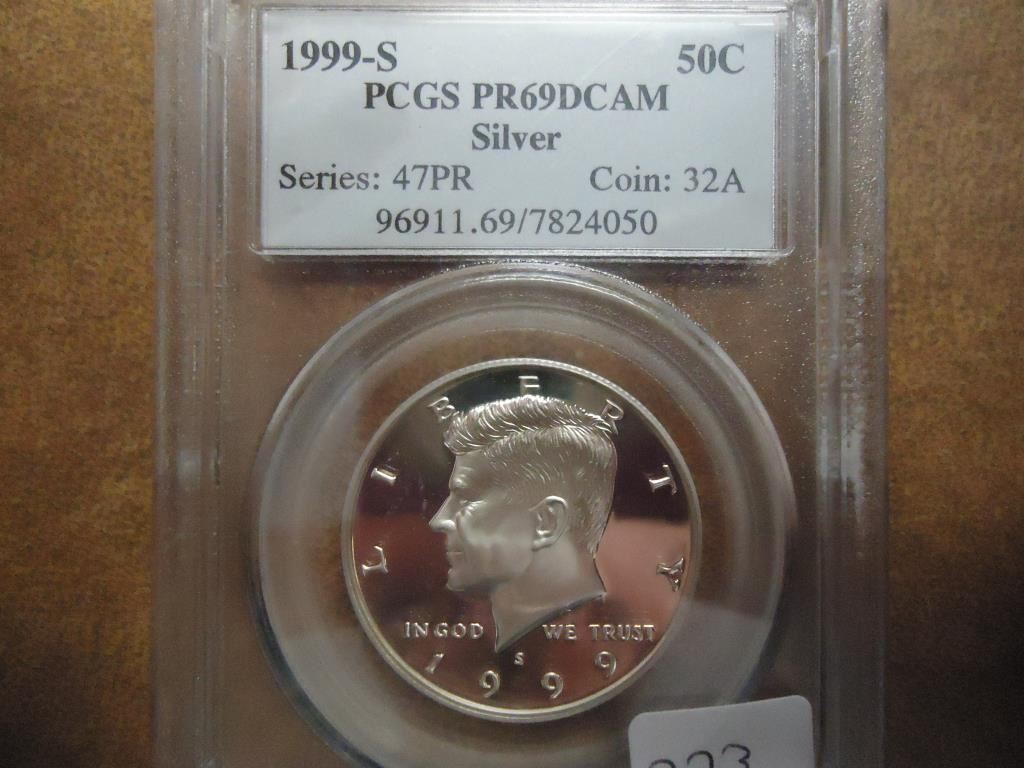 1999-S 50C
PCGS PR69DCAM
Silver
Series: 47PR Coin: 32A
96911.69/7824050
LIBERTY
IN GOD WE TRUST
S
1999